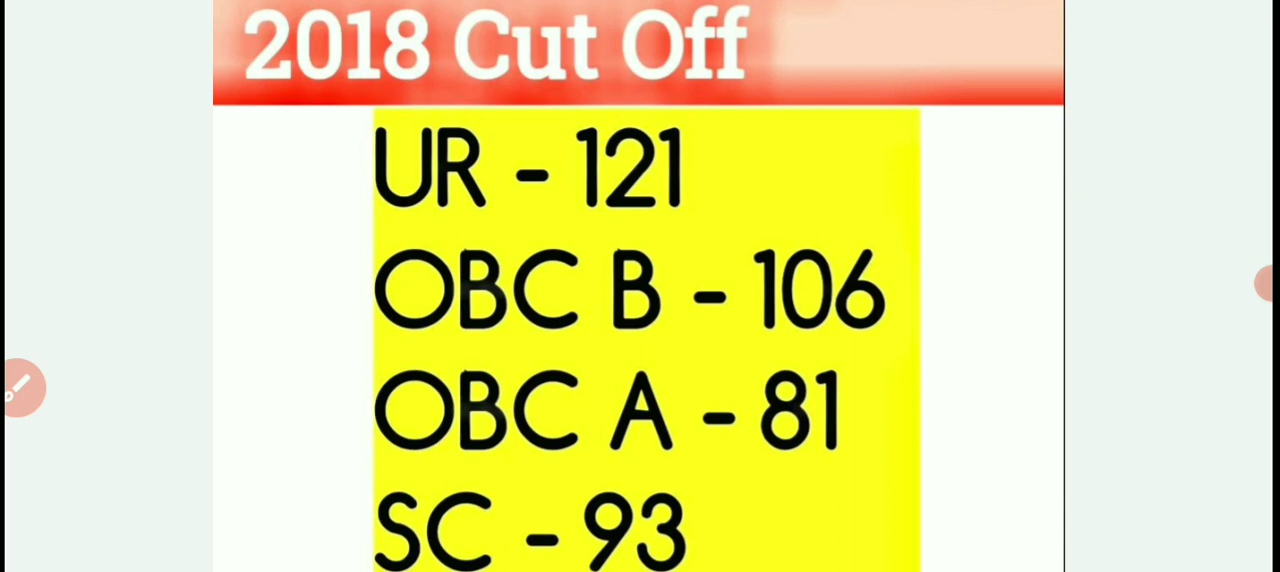 2018 Cut Off
UR - 121
OBC B - 106
OBC A - 81
SC - 93